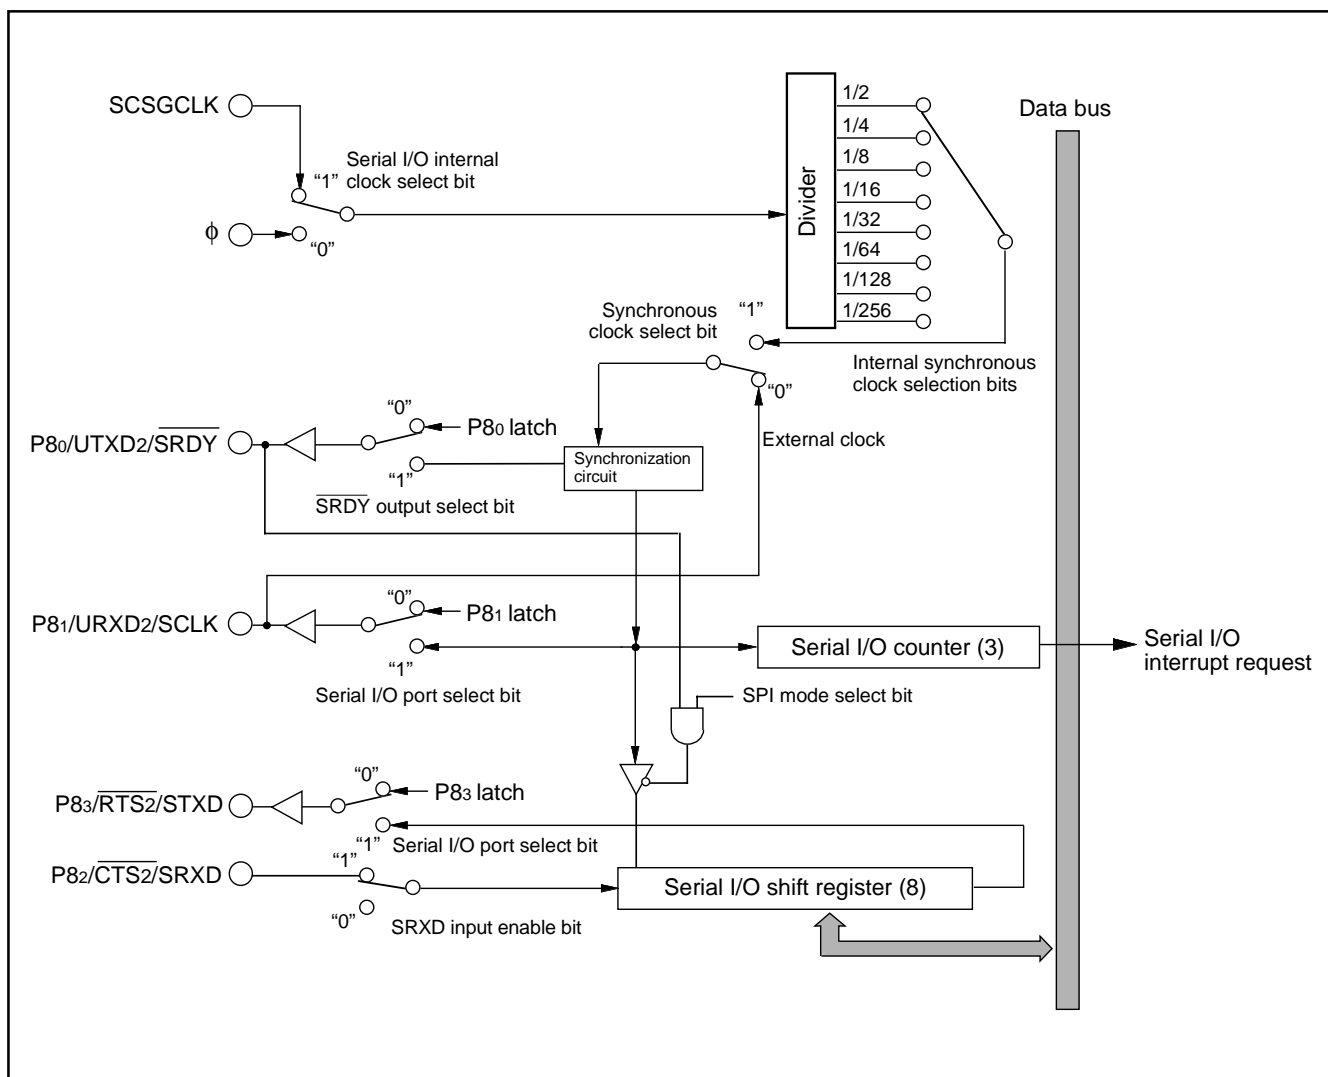 SCSGCLK
“1”
Serial I/O internal
clock select bit
ϕ
“0”
Divider
1/2
1/4
1/8
1/16
1/32
1/64
1/128
1/256
Data bus
Synchronous
clock select bit
“1”
“0”
Internal synchronous
clock selection bits
External clock
P80/UTXD2/SRDY
“0”
P80 latch
“1”
SRDY output select bit
Synchronization
circuit
P81/URXD2/SCLK
“0”
P81 latch
“1”
Serial I/O port select bit
Serial I/O counter (3)
Serial I/O
interrupt request
SPI mode select bit
P83/RTS2/STXD
“0”
P83 latch
“1”
Serial I/O port select bit
P82/CTS2/SRXD
“1”
“0”
SRXD input enable bit
Serial I/O shift register (8)